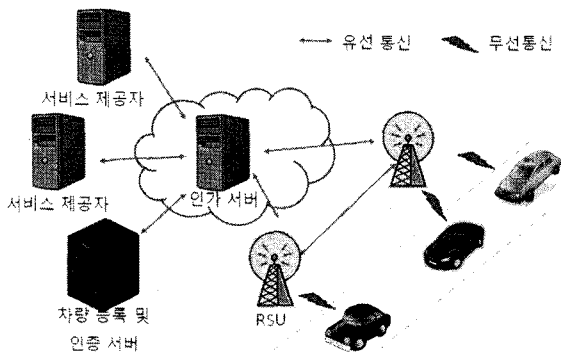 유선 통신
무선통신
서비스 제공자
서비스 제공자
인가 서버
차량 등록 및
인증 서버
RSU